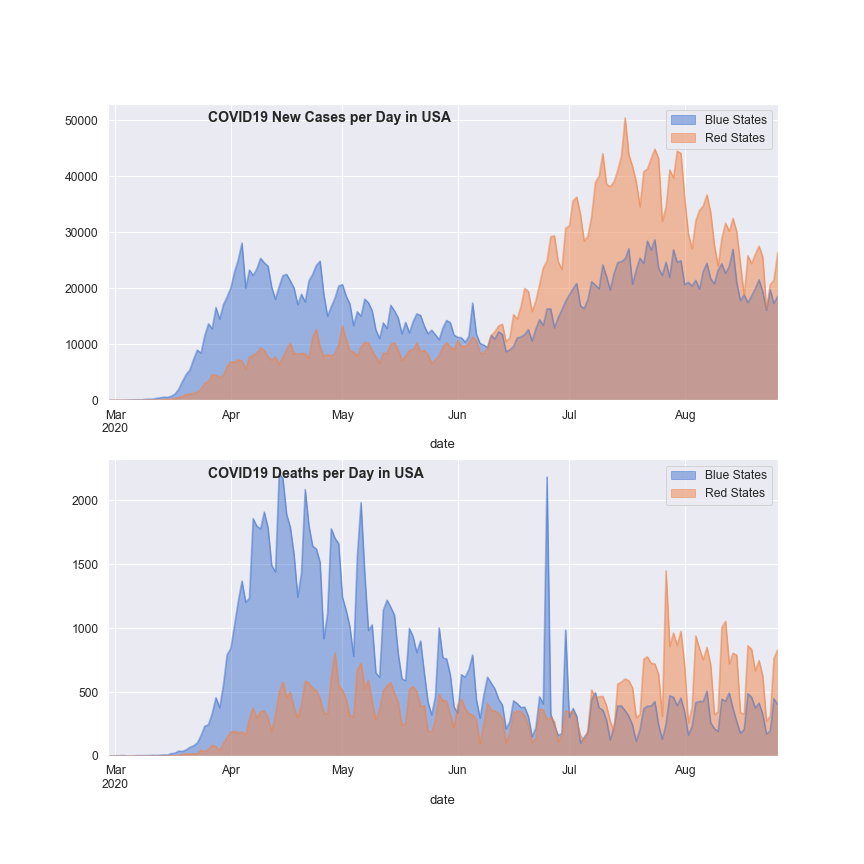 COVID19 New Cases per Day in USA
Blue States
Red States
50000
40000
30000
20000
10000
0
Mar Apr May Jun Jul Aug
2020
date
COVID19 Deaths per Day in USA
Blue States
Red States
2000
1500
1000
500
0
Mar Apr May Jun Jul Aug
2020
date